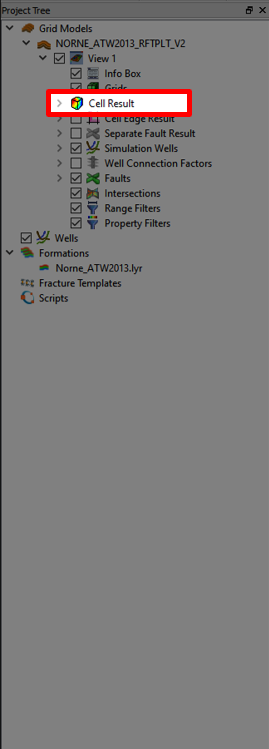 Project Tree
Grid Models
NORNE_ATW2013_RFTPLT_V2
View 1
Info Box
Grids
Cell Result
Cell Edge Result
Separate Fault Result
Simulation Wells
Well Connection Factors
Faults
Intersections
Range Filters
Property Filters
Wells
Formations
Norne_ATW2013.lyr
Fracture Templates
Scripts